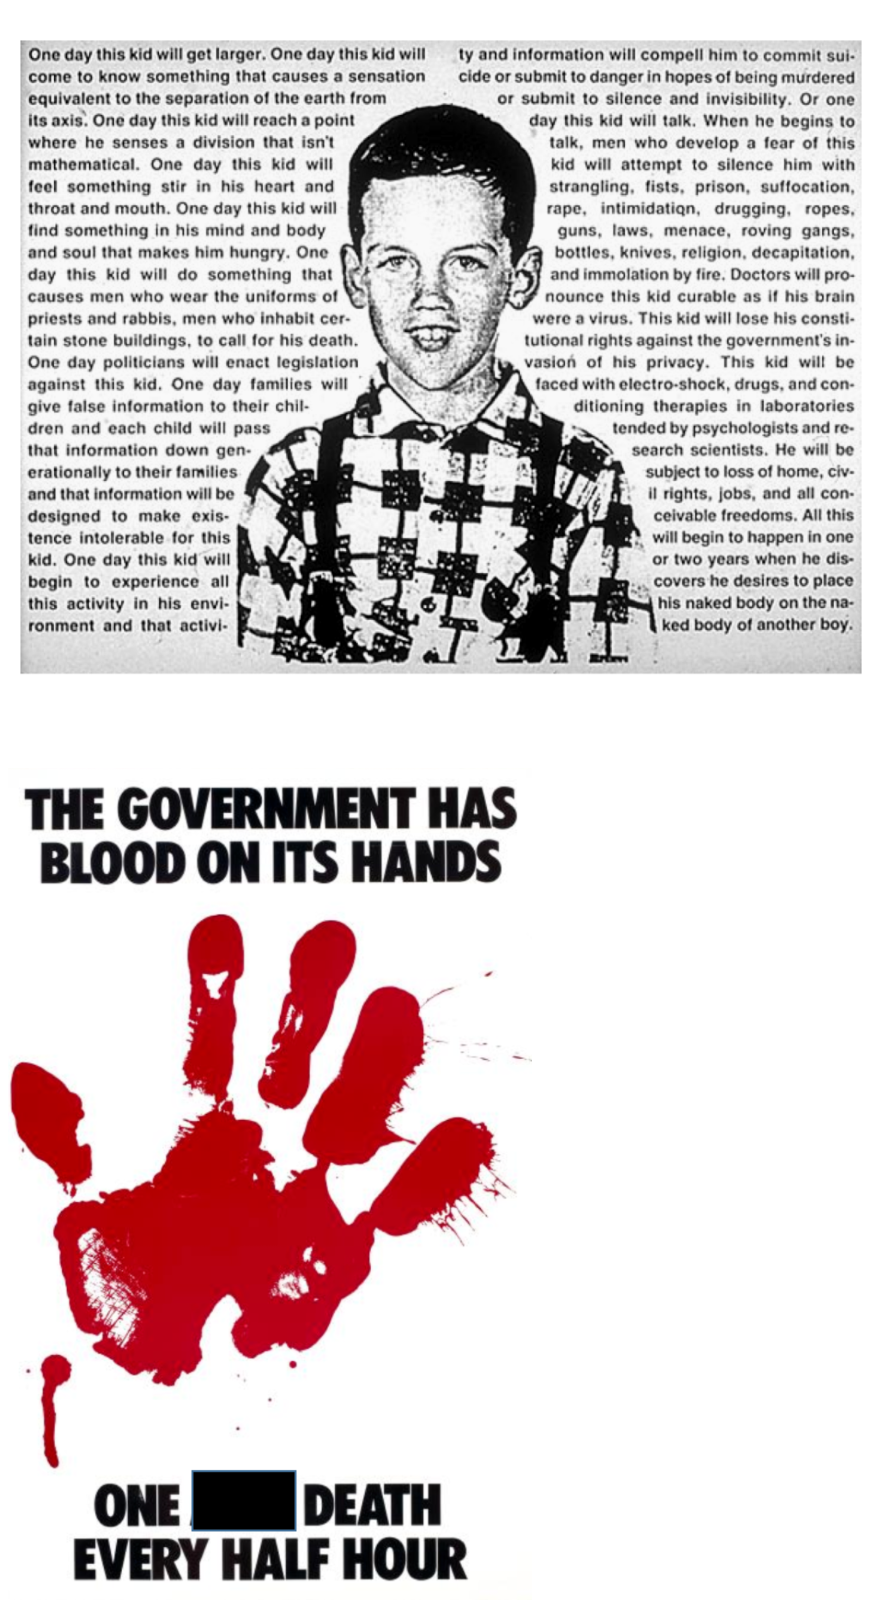 One day this kid will get larger. One day this kid will
come to know something that causes a sensation
equivalent to the separation of the earth from
its axis. One day this kid will reach a point
where he senses a division that isn't
mathematical. One day this kid will
feel something stir in his heart and
throat and mouth. One day this kid will
find something in his mind and body
and soul that makes him hungry. One
day this kid will do something that
causes men who wear the uniforms of
priests and rabbis, men who inhabit cer-
tain stone buildings, to call for his death.
One day politicians will enact legislation
against this kid. One day families will
give false information to their chil-
dren and each child will pass
that information down gen-
erationally to their families
and that information will be
designed to make exis-
tence intolerable for this
kid. One day this kid will
begin to experience all
this activity in his envi-
ronment and that activi-
ty and information will compell him to commit sui-
cide or submit to danger in hopes of being murdered
or submit to silence and invisibility. Or one
day this kid will talk. When he begins to
talk, men who develop a fear of this
kid will attempt to silence him with
strangling, fists, prison, suffocation,
rape, intimidation, drugging, ropes,
guns, laws, menace, roving gangs,
bottles, knives, religion, decapitation,
and immolation by fire. Doctors will pro-
nounce this kid curable as if his brain
were a virus. This kid will lose his consti-
tutional rights against the government's in-
vasion of his privacy. This kid will be
faced with electro-shock, drugs, and con-
ditioning therapies in laboratories
tended by psychologists and re-
search scientists. He will be
subject to loss of home, civ-
il rights, jobs, and all con-
ceivable freedoms. All this
will begin to happen in one
or two years when he dis-
covers he desires to place
his naked body on the na-
ked body of another boy.
THE GOVERNMENT HAS
BLOOD ON ITS HANDS
ONE DEATH
EVERY HALF HOUR